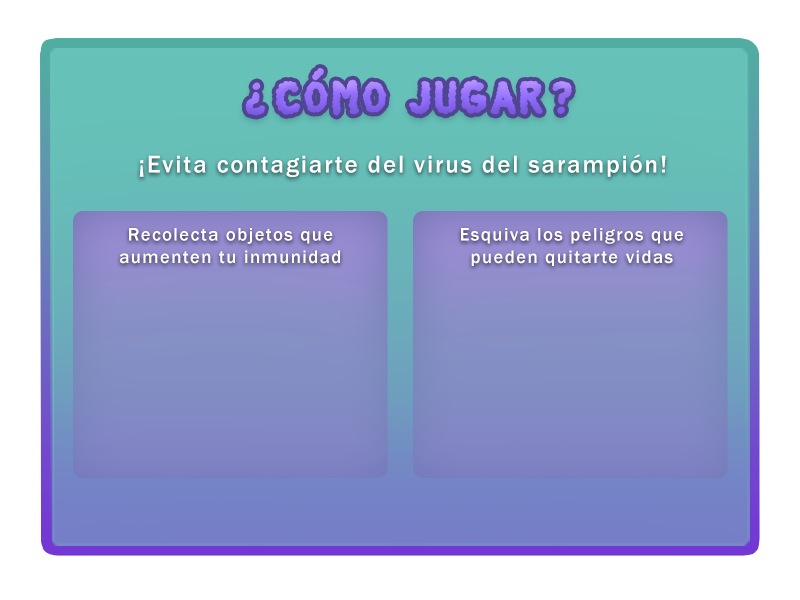 ¿CÓMO JUGAR?
¡Evita contagiarte del virus del sarampión!
Recolecta objetos que
aumenten tu inmunidad
Esquiva los peligros que
pueden quitarte vidas